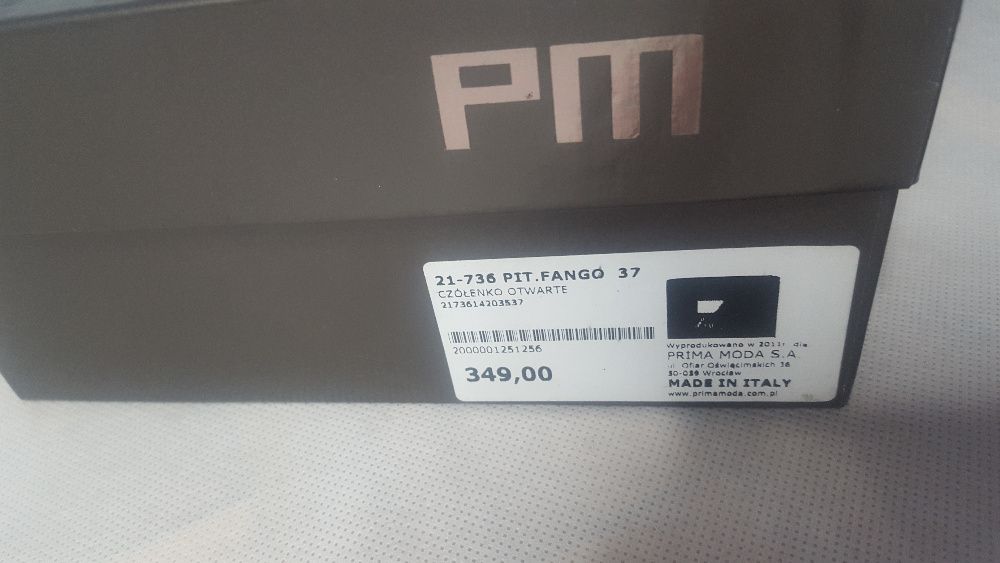 PM
21-736 PIT.FANGO 37
CZÓŁENKO OTWARTE
2173614203537
2000001251256
349,00
Wyprodukowano w 2011r. dla:
PRIMA MODA S.A.
ul. Ofiar Oświęcimskich 36
50-059 Wrocław
MADE IN ITALY
www.primamoda.com.pl